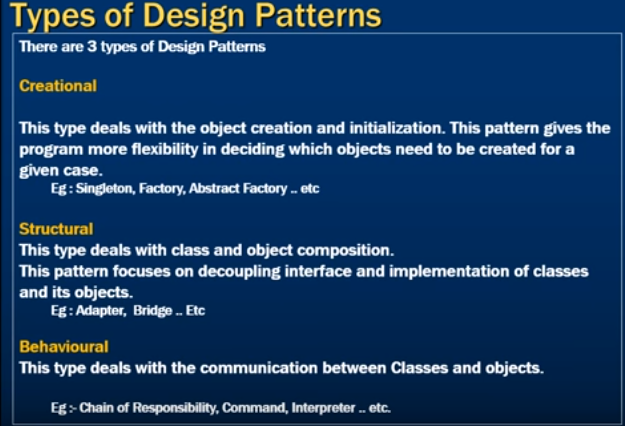 Types of Design Patterns
There are 3 types of Design Patterns
Creational
This type deals with the object creation and initialization. This pattern gives the
program more flexibility in deciding which objects need to be created for a
given case.
Eg : Singleton, Factory, Abstract Factory .. etc
Structural
This type deals with class and object composition.
This pattern focuses on decoupling interface and implementation of classes
and its objects.
Eg : Adapter, Bridge .. Etc
Behavioural
This type deals with the communication between Classes and objects.
Eg :- Chain of Responsibility, Command, Interpreter .. etc.